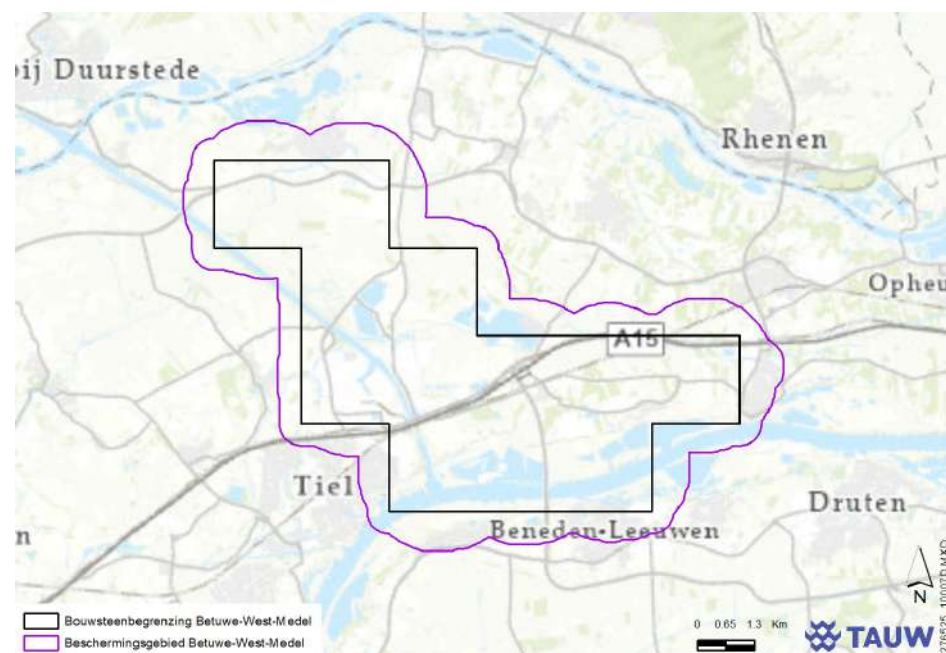 ij Duurstede
Rhenen
Opheu
A15
Tiel
Druten
n
Beneden-Leeuwen
Bouwsteenbegrenzing Betuwe-West-Medel
Beschermingsgebied Betuwe-West-Medel
0 0.65 1.3 Km
N
TAUW